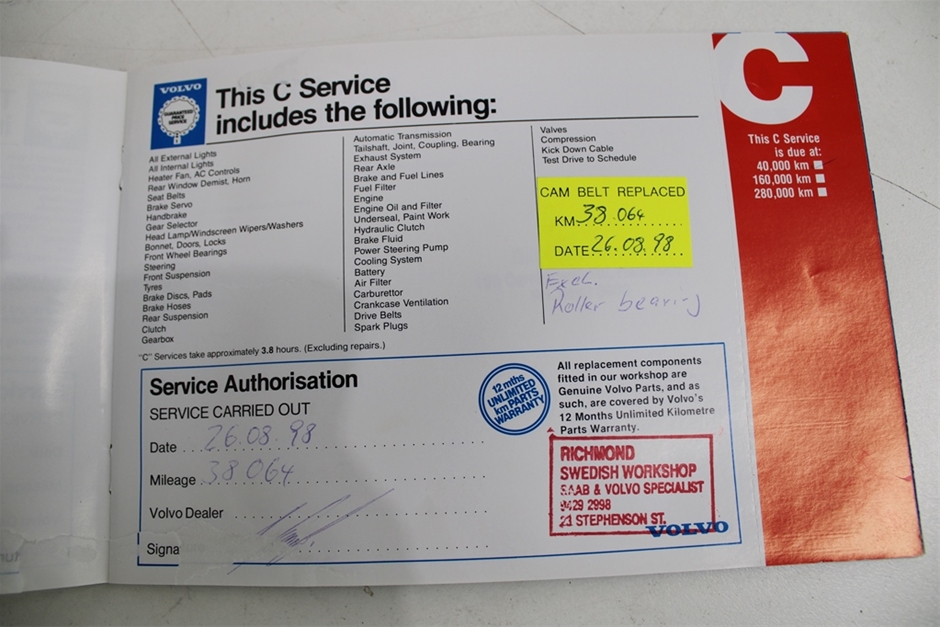 VOLVO
GUARANTEED
PRICE
SERVICE
This C Service
includes the following:
All External Lights
All Internal Lights
Heater Fan, AC Controls
Rear Window Demist, Horn
Seat Belts
Brake Servo
Handbrake
Gear Selector
Head Lamp/Windscreen Wipers/Washers
Bonnet, Doors, Locks
Front Wheel Bearings
Steering
Front Suspension
Tyres
Brake Discs, Pads
Brake Hoses
Rear Suspension
Clutch
Gearbox
Automatic Transmission
Tailshaft, Joint, Coupling, Bearing
Exhaust System
Rear Axle
Brake and Fuel Lines
Fuel Filter
Engine
Engine Oil and Filter
Underseal, Paint Work
Hydraulic Clutch
Brake Fluid
Power Steering Pump
Cooling System
Battery
Air Filter
Carburettor
Crankcase Ventilation
Drive Belts
Spark Plugs
Valves
Compression
Kick Down Cable
Test Drive to Schedule
CAM BELT REPLACED
KM 38.064
DATE 26.08.98
Excl.
Roller bearing
"C" Services take approximately 3.8 hours. (Excluding repairs.)
Service Authorisation
SERVICE CARRIED OUT
Date 26.08.98
Mileage 38064
Volvo Dealer
Signa
12 mths
UNLIMITED
km PARTS
WARRANTY
All replacement components
fitted in our workshop are
Genuine Volvo Parts, and as
such, are covered by Volvo's
12 Months Unlimited Kilometre
Parts Warranty.
RICHMOND
SWEDISH WORKSHOP
SAAB & VOLVO SPECIALIST
9429 2998
23 STEPHENSON ST.
VOLVO
C
This C Service
is due at:
40,000 km
160,000 km
280,000 km